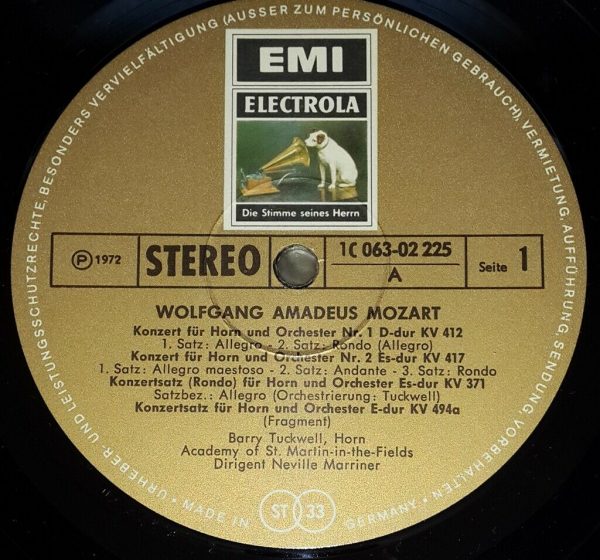 URHEBER- UND LEISTUNGSSCHUTZRECHTE, BESONDERS VERVIELFÄLTIGUNG (AUSSER ZUM PERSÖNLICHEN GEBRAUCH), VERMIETUNG, AUFFÜHRUNG, SENDUNG, VORBEHALTEN
EMI
ELECTROLA
Die Stimme seines Herrn
Ⓟ 1972
STEREO
1C 063-02 225
A
Seite 1
WOLFGANG AMADEUS MOZART
Konzert für Horn und Orchester Nr. 1 D-dur KV 412
1. Satz: Allegro - 2. Satz: Rondo (Allegro)
Konzert für Horn und Orchester Nr. 2 Es-dur KV 417
1. Satz: Allegro maestoso - 2. Satz: Andante - 3. Satz: Rondo
Konzertsatz (Rondo) für Horn und Orchester Es-dur KV 371
Satzbez.: Allegro (Orchestrierung: Tuckwell)
Konzertsatz für Horn und Orchester E-dur KV 494a
(Fragment)
Barry Tuckwell, Horn
Academy of St. Martin-in-the-Fields
Dirigent Neville Marriner
• MADE IN GERMANY •
ST 33